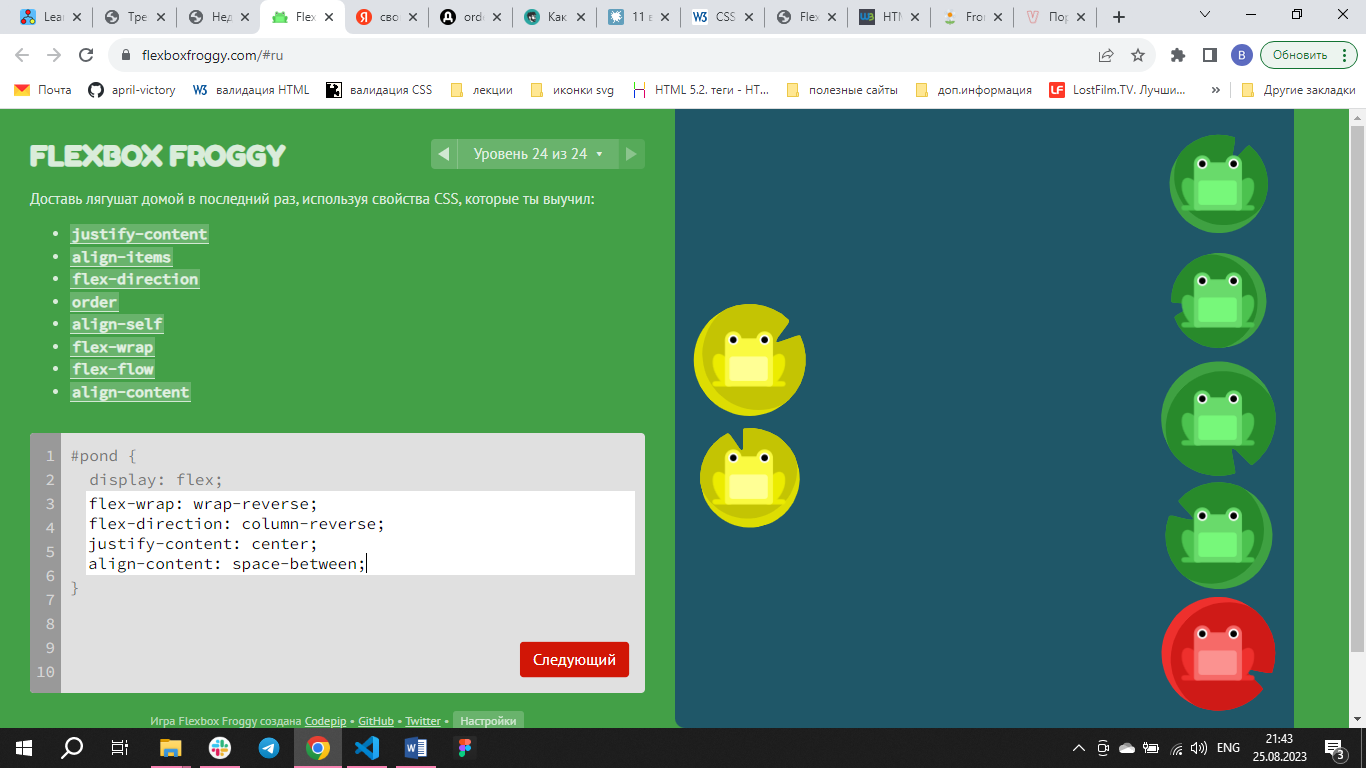 Lear
Тре
Нед
Flex
сво
orde
Как
11 в
CSS
Flex
HTM
Fror
Пор
flexboxfroggy.com/#ru
В
Обновить
Почта
april-victory
валидация HTML
валидация CSS
лекции
иконки svg
HTML 5.2. теги - HT...
полезные сайты
доп.информация
LostFilm.TV. Лучши...
»
Другие закладки
FLEXBOX FROGGY
Уровень 24 из 24
Доставь лягушат домой в последний раз, используя свойства CSS, которые ты выучил:
• justify-content
• align-items
• flex-direction
• order
• align-self
• flex-wrap
• flex-flow
• align-content
1 #pond {
2 display: flex;
3 flex-wrap: wrap-reverse;
4 flex-direction: column-reverse;
5 justify-content: center;
6 align-content: space-between;
7 }
8
9
10
Следующий
Игра Flexbox Froggy создана Codepip • GitHub • Twitter • Настройки
ENG
21:43
25.08.2023
3